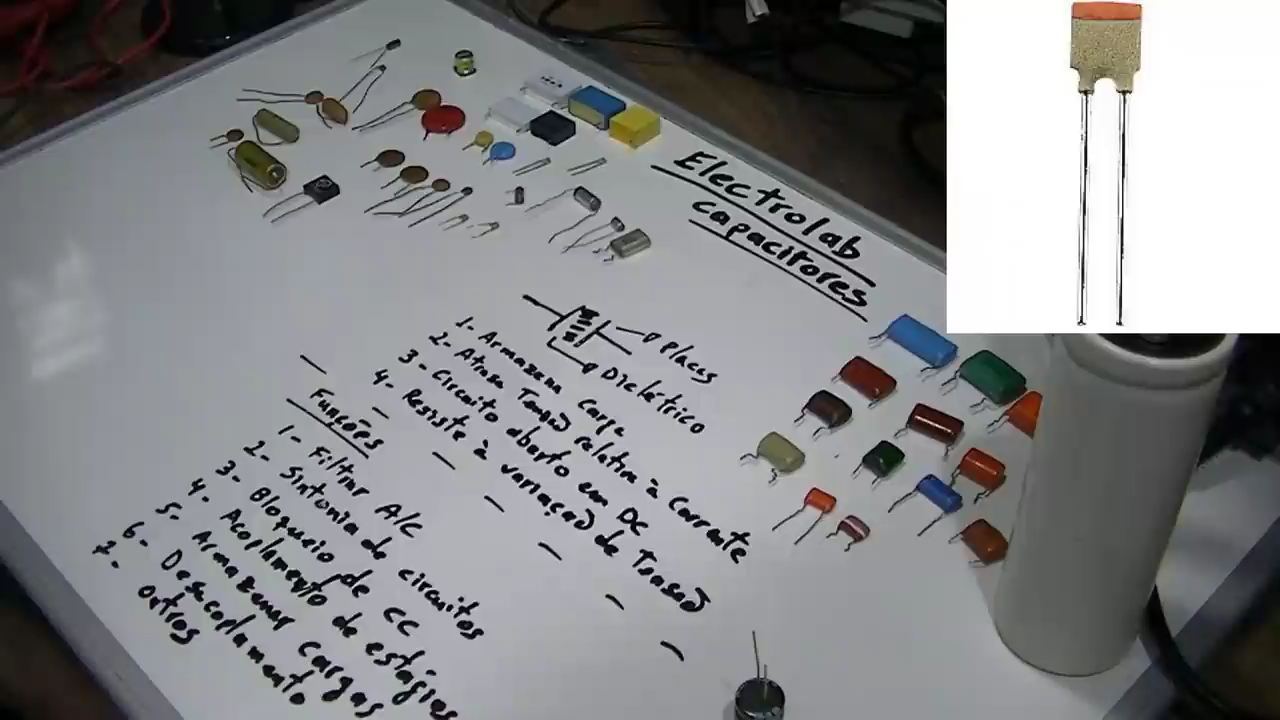 Electrolab
capacitores
Placas
Dielétrico
1- Armazena Carga
2- Atrasa Tensão relativa à Corrente
3- Circuito aberto em DC
4- Resiste à variação de Tensão
Funções
1- Filtrar A/C
2- Sintonia de circuitos
3- Bloqueio de CC
4- Acoplamento de estágios
5- Armazenar Cargas
6- Desacoplamento
7- outros